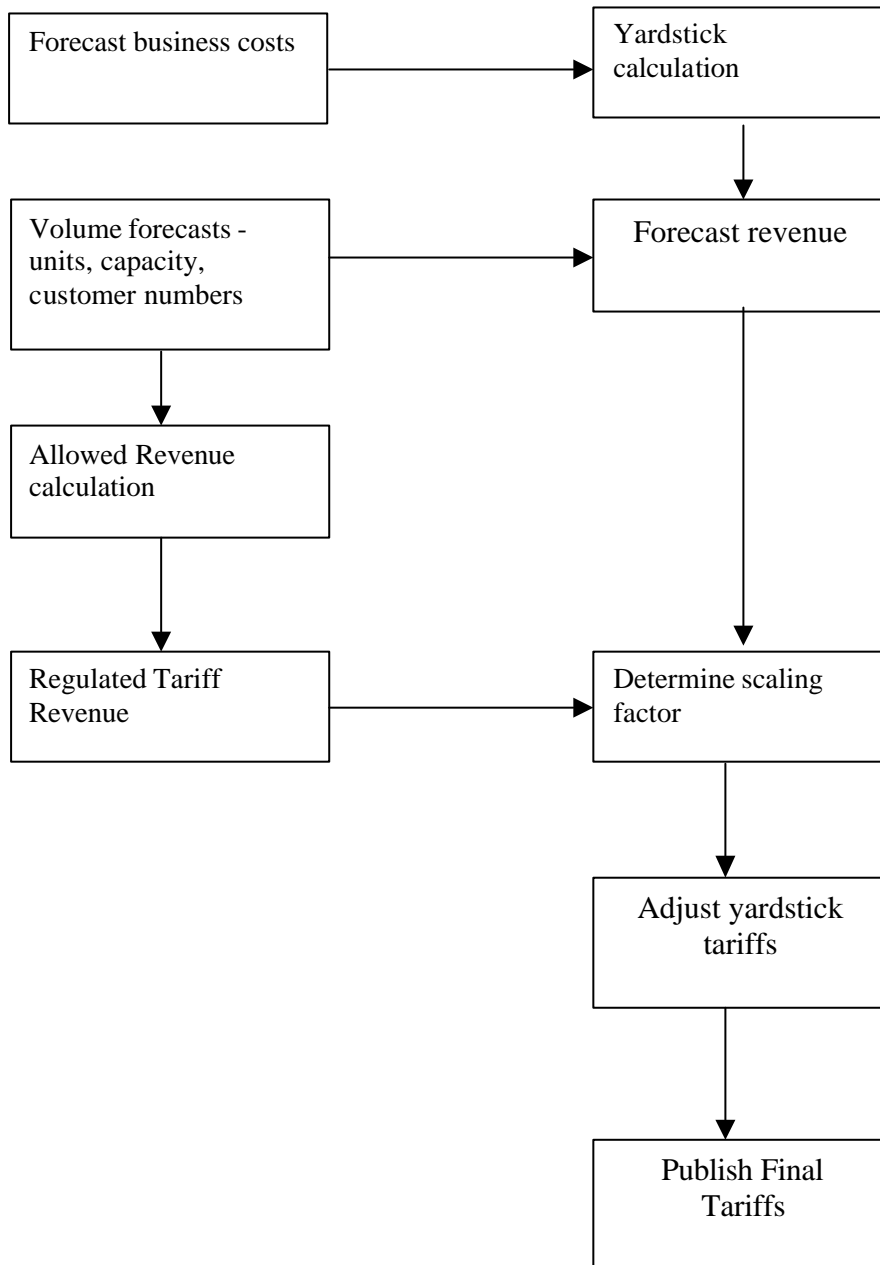 Forecast business costs
Yardstick
calculation
Volume forecasts -
units, capacity,
customer numbers
Forecast revenue
Allowed Revenue
calculation
Regulated Tariff
Revenue
Determine scaling
factor
Adjust yardstick
tariffs
Publish Final
Tariffs